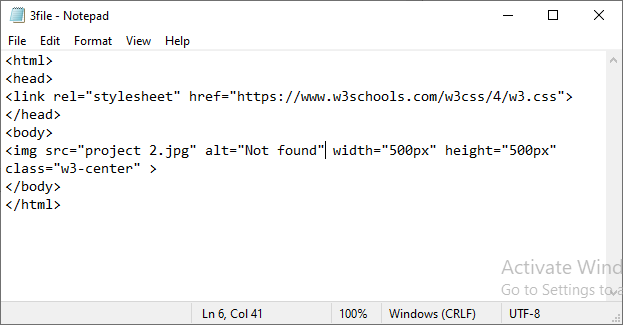 3file - Notepad
File Edit Format View Help
<html>
<head>
<link rel="stylesheet" href="https://www.w3schools.com/w3css/4/w3.css">
</head>
<body>
<img src="project 2.jpg" alt="Not found" width="500px" height="500px"
class="w3-center" >
</body>
</html>
Activate Wind
Go to Settings to a
Ln 6, Col 41 100% Windows (CRLF) UTF-8